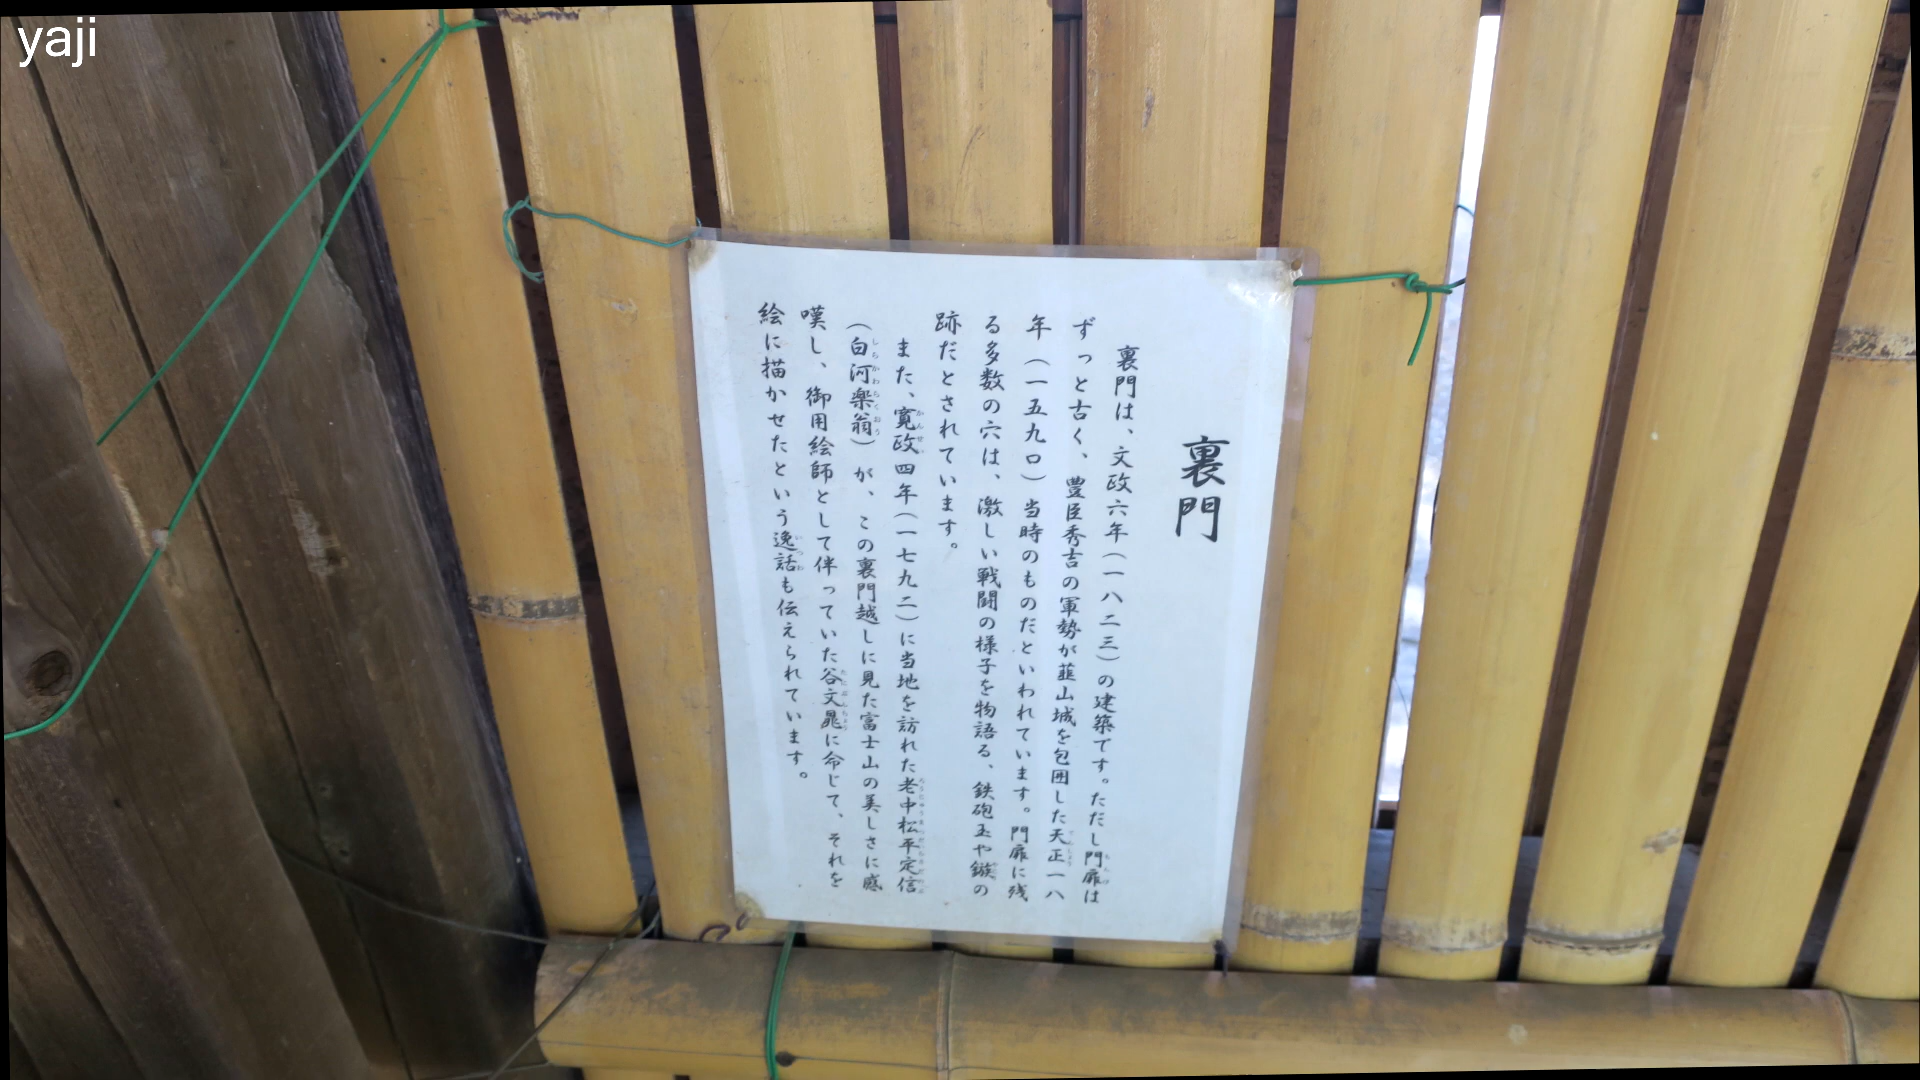 yaji
裏門
裏門は、文政六年（一八二三）の建築です。ただし門扉は
ずっと古く、豊臣秀吉の軍勢が韮山城を包囲した天正一八
年（一五九〇）当時のものだといわれています。門扉に残
る多数の穴は、激しい戦闘の様子を物語る、鉄砲玉や鏃の
跡だとされています。
また、寛政四年（一七九二）に当地を訪れた老中松平定信
（白河楽翁）が、この裏門越しに見た富士山の美しさに感
嘆し、御用絵師として伴っていた谷文晁に命じて、それを
絵に描かせたという逸話も伝えられています。